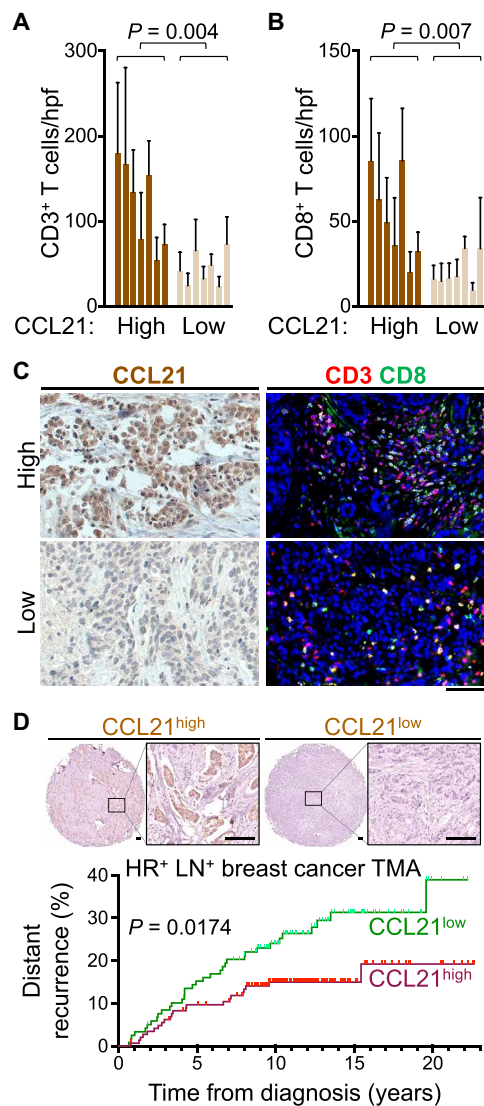 A
P = 0.004
300
200
100
0
CD3⁺ T cells/hpf
CCL21: High Low
B
P = 0.007
150
100
50
0
CD8⁺ T cells/hpf
CCL21: High Low
C
CCL21
CD3 CD8
High
Low
D
CCL21ʰⁱᵍʰ
CCL21ˡᵒʷ
HR⁺ LN⁺ breast cancer TMA
40
30
20
10
0
Distant
recurrence (%)
P = 0.0174
CCL21ˡᵒʷ
CCL21ʰⁱᵍʰ
0 5 10 15 20
Time from diagnosis (years)